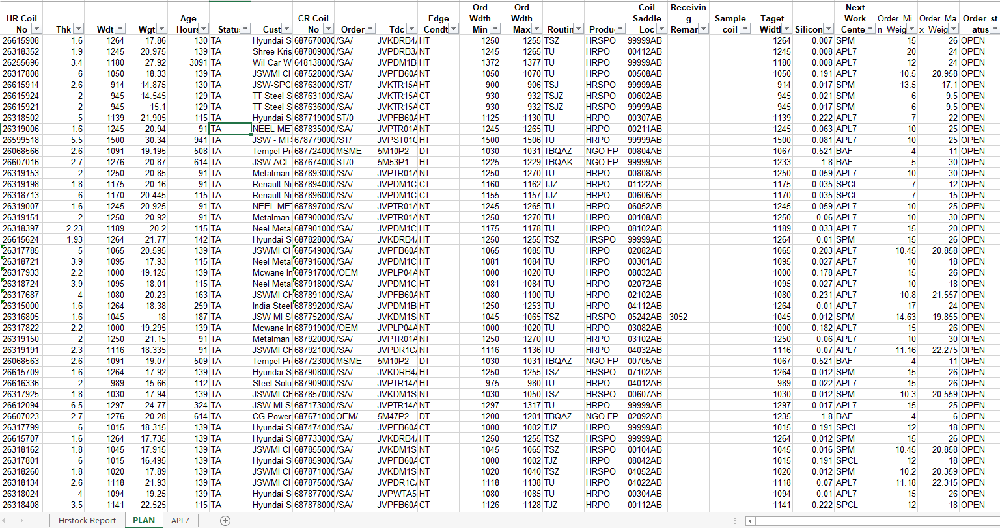 HR Coil No Thk Wdt Wgt Age Hours Status Cust CR Coil No Order Tdc Edge Condt Ord Wdth Min Ord Wdth Max Routin Produ Coil Saddle Loc Receivin g Remar Sample coil Taget Width Silicon Next Work Cente Order_Mi n_Weig Order_Ma x_Weig Order_st atus
26615908 1.6 1264 17.86 130 TA Hyundai S 687670000 /SA/ JVKDRB4A HT 1250 1255 TSZ HRSPO 99999AB 1264 0.007 SPM 15 26 OPEN
26318352 1.9 1245 20.975 139 TA Shree Kris 687809000 /SA/ JVPDRB3A NT 1245 1265 TU HRPO 00412AB 1245 0.008 APL7 20 24 OPEN
26255696 3.4 1180 27.92 3091 TA Wil Car W 648138000 /SA/ JVPDM1B HT 1372 1377 TU HRPO 99999AB 1180 0.008 APL7 12 24 OPEN
26317808 6 1050 18.33 139 TA JSWMI CH 687528000 /SA/ JVPFB60A NT 1050 1070 TU HRPO 00508AB 1050 0.191 APL7 10.5 20.958 OPEN
26615914 2.6 914 14.875 130 TA JSW-SPCL 687630000 /ST/ JVKTR15A HT 900 906 TSJ HRSPO 99999AB 914 0.017 SPM 13.5 17.1 OPEN
26615924 2 945 14.545 129 TA TT Steel S 687631000 /SA/ JVKTR15A CT 930 932 TSJZ HRSPO 00602AB 945 0.021 SPM 6 9.5 OPEN
26615921 2 945 15.1 129 TA TT Steel S 687636000 /SA/ JVKTR15A CT 930 932 TSJZ HRSPO 99999AB 945 0.017 SPM 6 9.5 OPEN
26318502 5 1139 21.905 115 TA Hyundai S 687719000 ST/0 JVPFB60A HT 1125 1130 TU HRPO 00307AB 1139 0.222 APL7 7 22 OPEN
26319006 1.6 1245 20.94 91 TA NEEL MET 687835000 /SA/ JVPTR01A NT 1245 1265 TU HRPO 00211AB 1245 0.063 APL7 10 25 OPEN
26599518 5.5 1500 30.34 941 TA JSW - MTS 678779000 /ST/ JVPST01C HT 1500 1506 TU HRPO 99999AB 1500 0.081 APL7 10 25 OPEN
26068566 2.6 1091 19.195 508 TA Tempel Pr 687724000 MSME 5M10P2 DT 1030 1031 TBQAZ NGO FP 00804AB 1067 0.521 BAF 4 11 OPEN
26607016 2.7 1276 20.87 614 TA JSW-ACL 687674000 ST/0 5M53P1 HT 1225 1229 TBQAK NGO FP 99999AB 1233 1.8 BAF 5 30 OPEN
26319153 2 1250 20.85 91 TA Metalman 687893000 /SA/ JVPTR01A NT 1250 1270 TU HRPO 00808AB 1250 0.059 APL7 10 30 OPEN
26319198 1.8 1175 20.16 91 TA Renault Ni 687894000 /SA/ JVPDM1C CT 1160 1162 TJZ HRPO 01122AB 1175 0.035 SPCL 7 12 OPEN
26318713 6 1170 20.445 115 TA Renault Ni 687896000 /SA/ JVPDM1C CT 1155 1157 TJZ HRPO 00606AB 1170 0.035 SPCL 7 15 OPEN
26319007 1.6 1245 20.925 91 TA NEEL MET 687897000 /SA/ JVPTR01A NT 1245 1265 TU HRPO 06052AB 1245 0.059 APL7 10 25 OPEN
26319151 2 1250 20.92 91 TA Metalman 687900000 /SA/ JVPTR01A NT 1250 1270 TU HRPO 00108AB 1250 0.06 APL7 10 30 OPEN
26318397 2.23 1189 20.2 115 TA Neel Metal 687901000 /SA/ JVPDM1C HT 1175 1178 TU HRPO 08102AB 1189 0.033 APL7 15 20 OPEN
26615624 1.93 1264 21.77 142 TA Hyundai S 687828000 /SA/ JVKDRB4A HT 1250 1255 TSZ HRSPO 99999AB 1264 0.01 SPM 15 26 OPEN
26317785 5 1065 20.595 139 TA JSWMI CH 687549000 /SA/ JVPFB60A NT 1065 1085 TU HRPO 02082AB 1065 0.203 APL7 10.45 20.858 OPEN
26318721 3.9 1095 17.93 115 TA Neel Metal 687916000 /SA/ JVPDM1C HT 1081 1084 TU HRPO 00301AB 1095 0.027 APL7 10 18 OPEN
26317933 2.2 1000 19.125 139 TA Mcwane In 687917000 /OEM JVPLP04A NT 1000 1020 TU HRPO 08032AB 1000 0.178 APL7 15 26 OPEN
26318724 3.9 1095 18.01 115 TA Neel Metal 687918000 /SA/ JVPDM1C HT 1081 1084 TU HRPO 02072AB 1095 0.027 APL7 10 18 OPEN
26317687 4 1080 20.23 163 TA JSWMI CH 687891000 /SA/ JVPFB60A NT 1080 1100 TU HRPO 02102AB 1080 0.231 APL7 10.8 21.557 OPEN
26315000 1.6 1264 18.38 259 TA India Steel 687892000 /SA/ JVPDM1B HT 1250 1253 TU HRPO 04112AB 1264 0.01 APL7 17 24 OPEN
26316805 1.6 1045 18 187 TA JSW MI S 687752000 /SA/ JVKDM1S NT 1045 1065 TSZ HRSPO 05242AB 3052 1045 0.012 SPM 14.63 19.855 OPEN
26317822 2.2 1000 19.295 139 TA Mcwane In 687919000 /OEM JVPLP04A NT 1000 1020 TU HRPO 03082AB 1000 0.182 APL7 15 26 OPEN
26319150 2 1250 21.15 91 TA Metalman 687920000 /SA/ JVPTR01A NT 1250 1270 TU HRPO 03102AB 1250 0.06 APL7 10 30 OPEN
26319191 2.3 1116 18.335 91 TA JSWMI CH 687921000 /SA/ JVPDR1CA NT 1116 1136 TU HRPO 04032AB 1116 0.07 APL7 11.16 22.275 OPEN
26068563 2.6 1091 19.07 509 TA Tempel Pr 687723000 MSME 5M10P2 DT 1030 1031 TBQAZ NGO FP 00705AB 1067 0.521 BAF 4 11 OPEN
26615709 1.6 1264 17.92 130 TA Hyundai S 687908000 /SA/ JVKDRB4A HT 1250 1255 TSZ HRSPO 07102AB 1264 0.012 SPM 15 26 OPEN
26616336 2 989 15.66 112 TA Steel Solu 687909000 /SA/ JVPTR14A HT 975 980 TU HRPO 04012AB 989 0.022 APL7 15 26 OPEN
26317925 1.8 1030 17.94 139 TA JSWMI CH 687857000 /SA/ JVKDM1S NT 1030 1050 TSZ HRSPO 00607AB 1030 0.012 SPM 10.3 20.559 OPEN
26612094 6.5 1297 24.77 324 TA JSW MI S 687173000 /SA/ JVPTR14A NT 1297 1317 TU HRPO 99999AB 1297 0.017 APL7 15 25 OPEN
26607023 2.7 1276 20.28 614 TA CG Power 687671000 OEM/ 5M47P2 DT 1200 1201 TBQAZ NGO FP 02092AB 1235 1.8 BAF 4 6 OPEN
26317799 6 1015 18.315 139 TA Hyundai S 687474000 /SA/ JVPFB60A CT 1000 1002 TJZ HRPO 99999AB 1015 0.191 SPCL 12 18 OPEN
26615707 1.6 1264 17.735 139 TA Hyundai S 687733000 /SA/ JVKDRB4A HT 1250 1255 TSZ HRSPO 99999AB 1264 0.012 SPM 15 26 OPEN
26318162 1.8 1045 17.915 139 TA JSWMI CH 687855000 /SA/ JVKDM1S NT 1045 1065 TSZ HRSPO 00104AB 1045 0.016 SPM 10.45 20.858 OPEN
26317801 6 1015 16.495 139 TA Hyundai S 687859000 /SA/ JVPFB60A CT 1000 1002 TJZ HRPO 08042AB 1015 0.191 SPCL 12 18 OPEN
26318260 1.8 1020 17.89 139 TA JSWMI CH 687871000 /SA/ JVKDM1S NT 1020 1040 TSZ HRSPO 04052AB 1020 0.012 SPM 10.2 20.359 OPEN
26318134 2.6 1118 21.93 139 TA JSWMI CH 687875000 /SA/ JVPDR1CA NT 1118 1138 TU HRPO 04022AB 1118 0.07 APL7 11.18 22.315 OPEN
26318024 4 1094 19.25 139 TA Hyundai S 687877000 /SA/ JVPWTA5 HT 1080 1085 TU HRPO 00304AB 1094 0.01 APL7 15 26 OPEN
26318408 3.5 1141 22.525 115 TA Hyundai S 687878000 /SA/ JVPFB60A CT 1126 1128 TJZ HRPO 00112AB 1141 0.222 SPCL 12 18 OPEN
Hrstock Report PLAN APL7